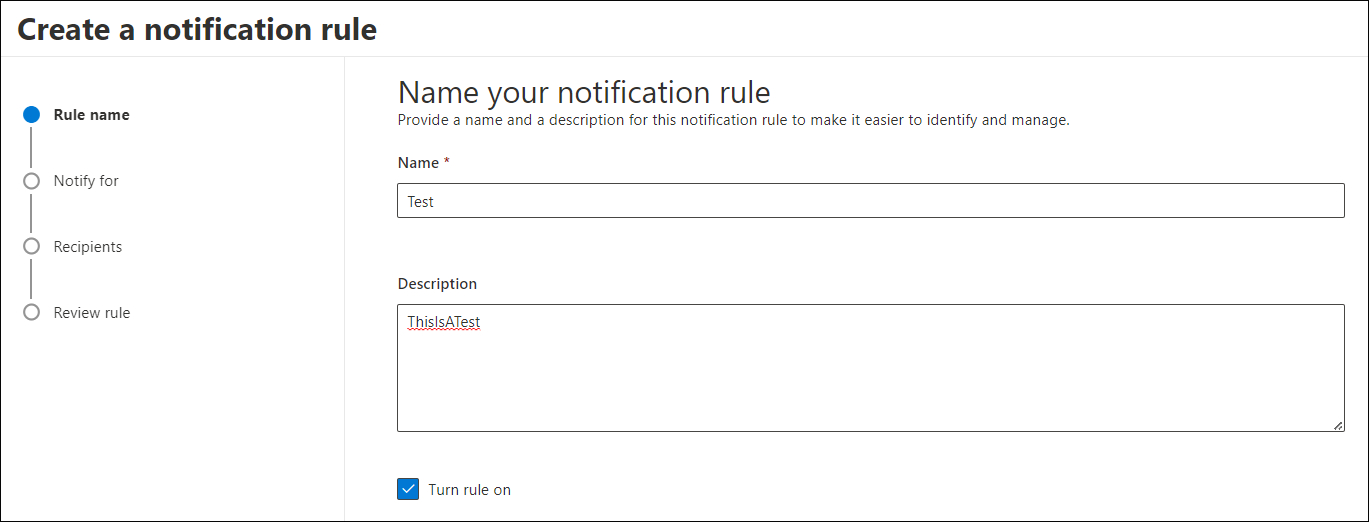 Create a notification rule
Rule name
Notify for
Recipients
Review rule
Name your notification rule
Provide a name and a description for this notification rule to make it easier to identify and manage.
Name *
Test
Description
ThisIsATest
Turn rule on